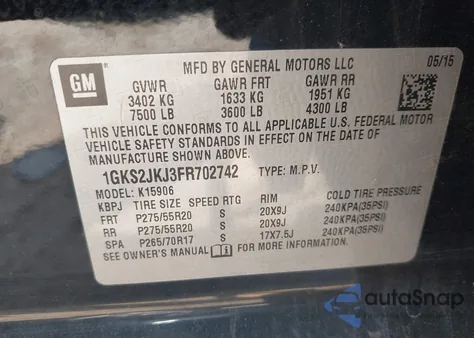 MFD BY GENERAL MOTORS LLC 05/15
GM
GVWR GAWR FRT GAWR RR
3402 KG 1633 KG 1951 KG
7500 LB 3600 LB 4300 LB
THIS VEHICLE CONFORMS TO ALL APPLICABLE U.S. FEDERAL MOTOR
VEHICLE SAFETY STANDARDS IN EFFECT ON THE DATE OF
MANUFACTURE SHOWN ABOVE.
1GKS2JKJ3FR702742 TYPE: M.P.V.
MODEL: K15906
KBPJ TIRE SIZE SPEED RTG RIM COLD TIRE PRESSURE
FRT P275/55R20 S 20X9J 240KPA(35PSI)
RR P275/55R20 S 20X9J 240KPA(35PSI)
SPA P265/70R17 S 17X7.5J 240KPA(35PSI)
SEE OWNER'S MANUAL FOR MORE INFORMATION.
autoSnap